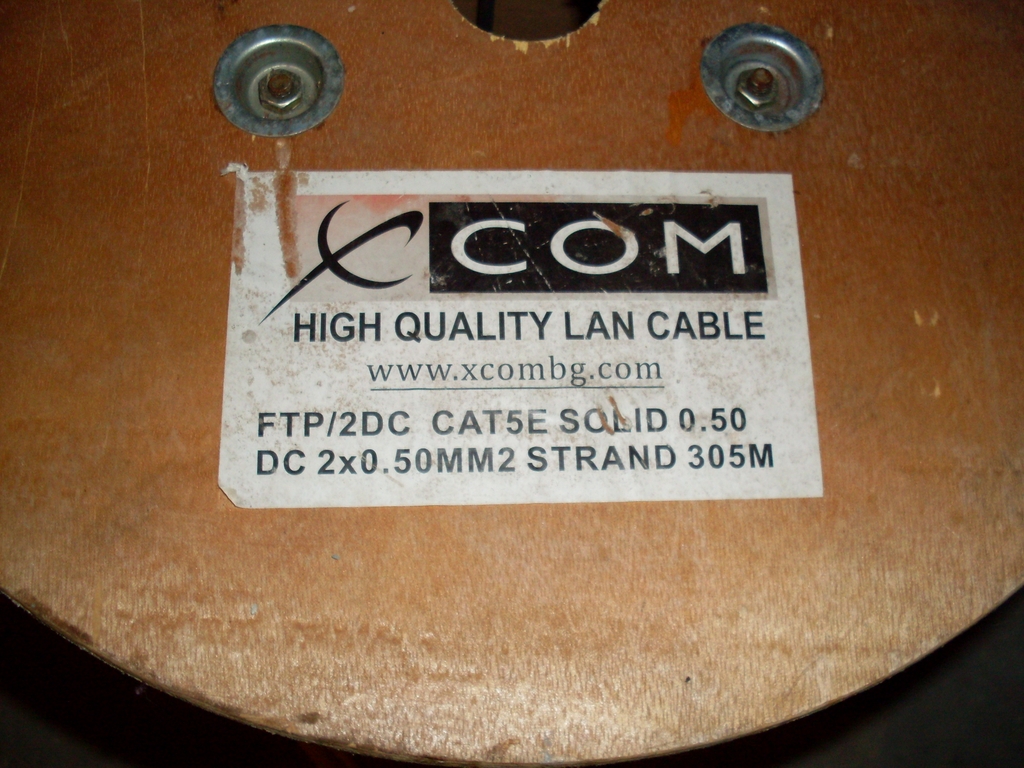 X COM
HIGH QUALITY LAN CABLE
www.xcombg.com
FTP/2DC CAT5E SOLID 0.50
DC 2x0.50MM2 STRAND 305M